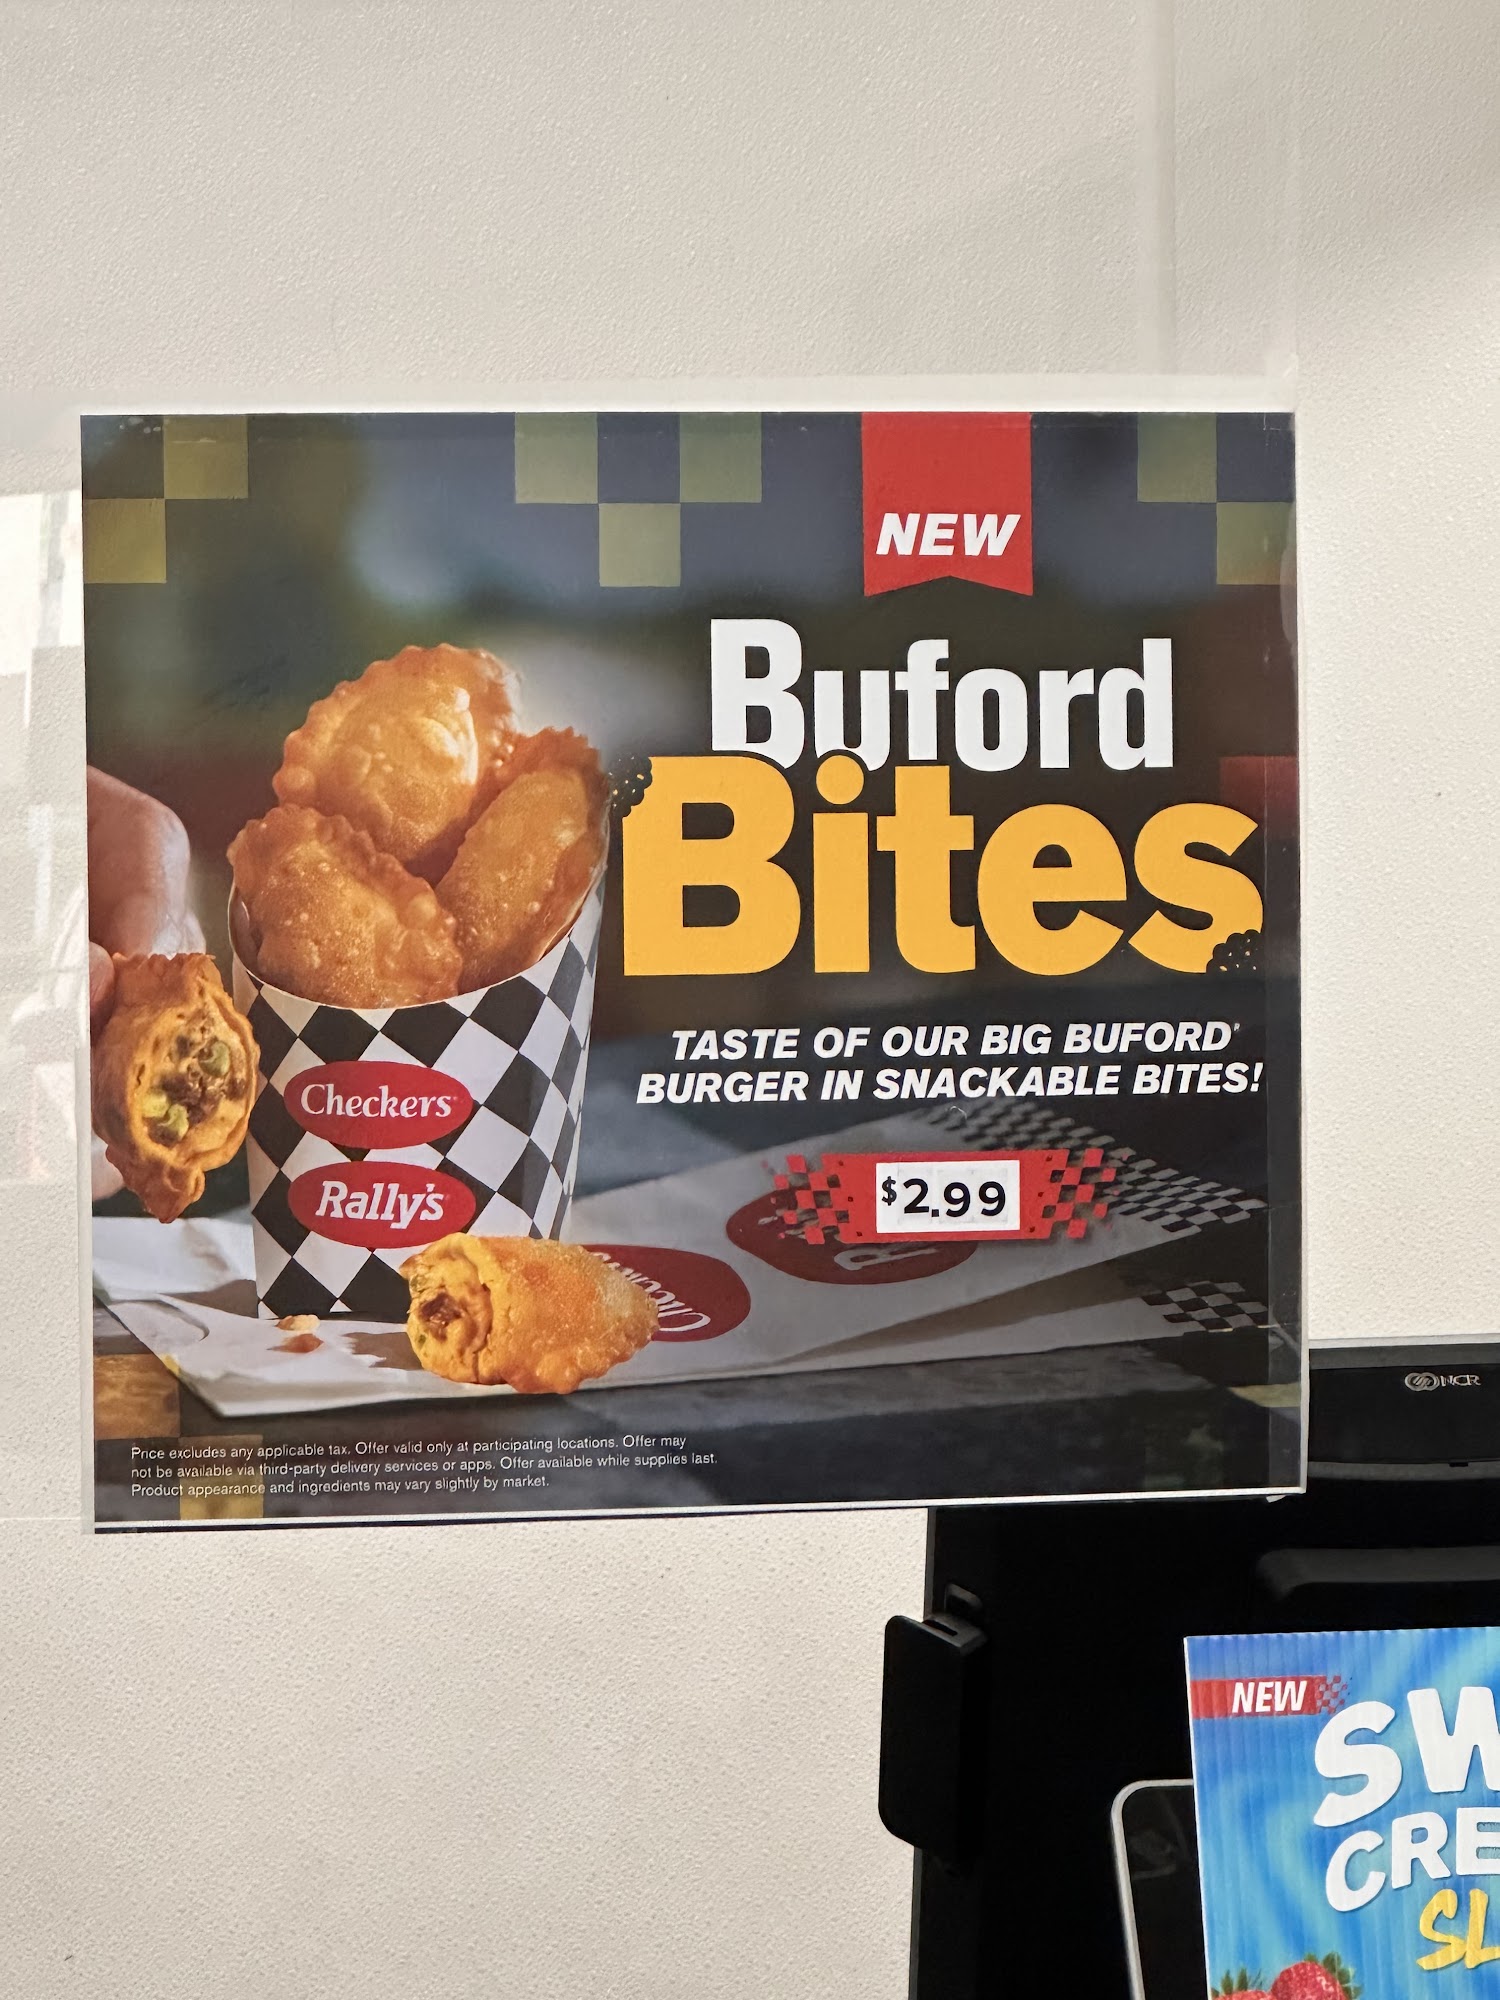 NEW
Buford
Bites
TASTE OF OUR BIG BUFORD®
BURGER IN SNACKABLE BITES!
$2.99
Checkers
Rally's
Price excludes any applicable tax. Offer valid only at participating locations. Offer may
not be available via third-party delivery services or apps. Offer available while supplies last.
Product appearance and ingredients may vary slightly by market.
NCR
NEW
SW
CRE
SL